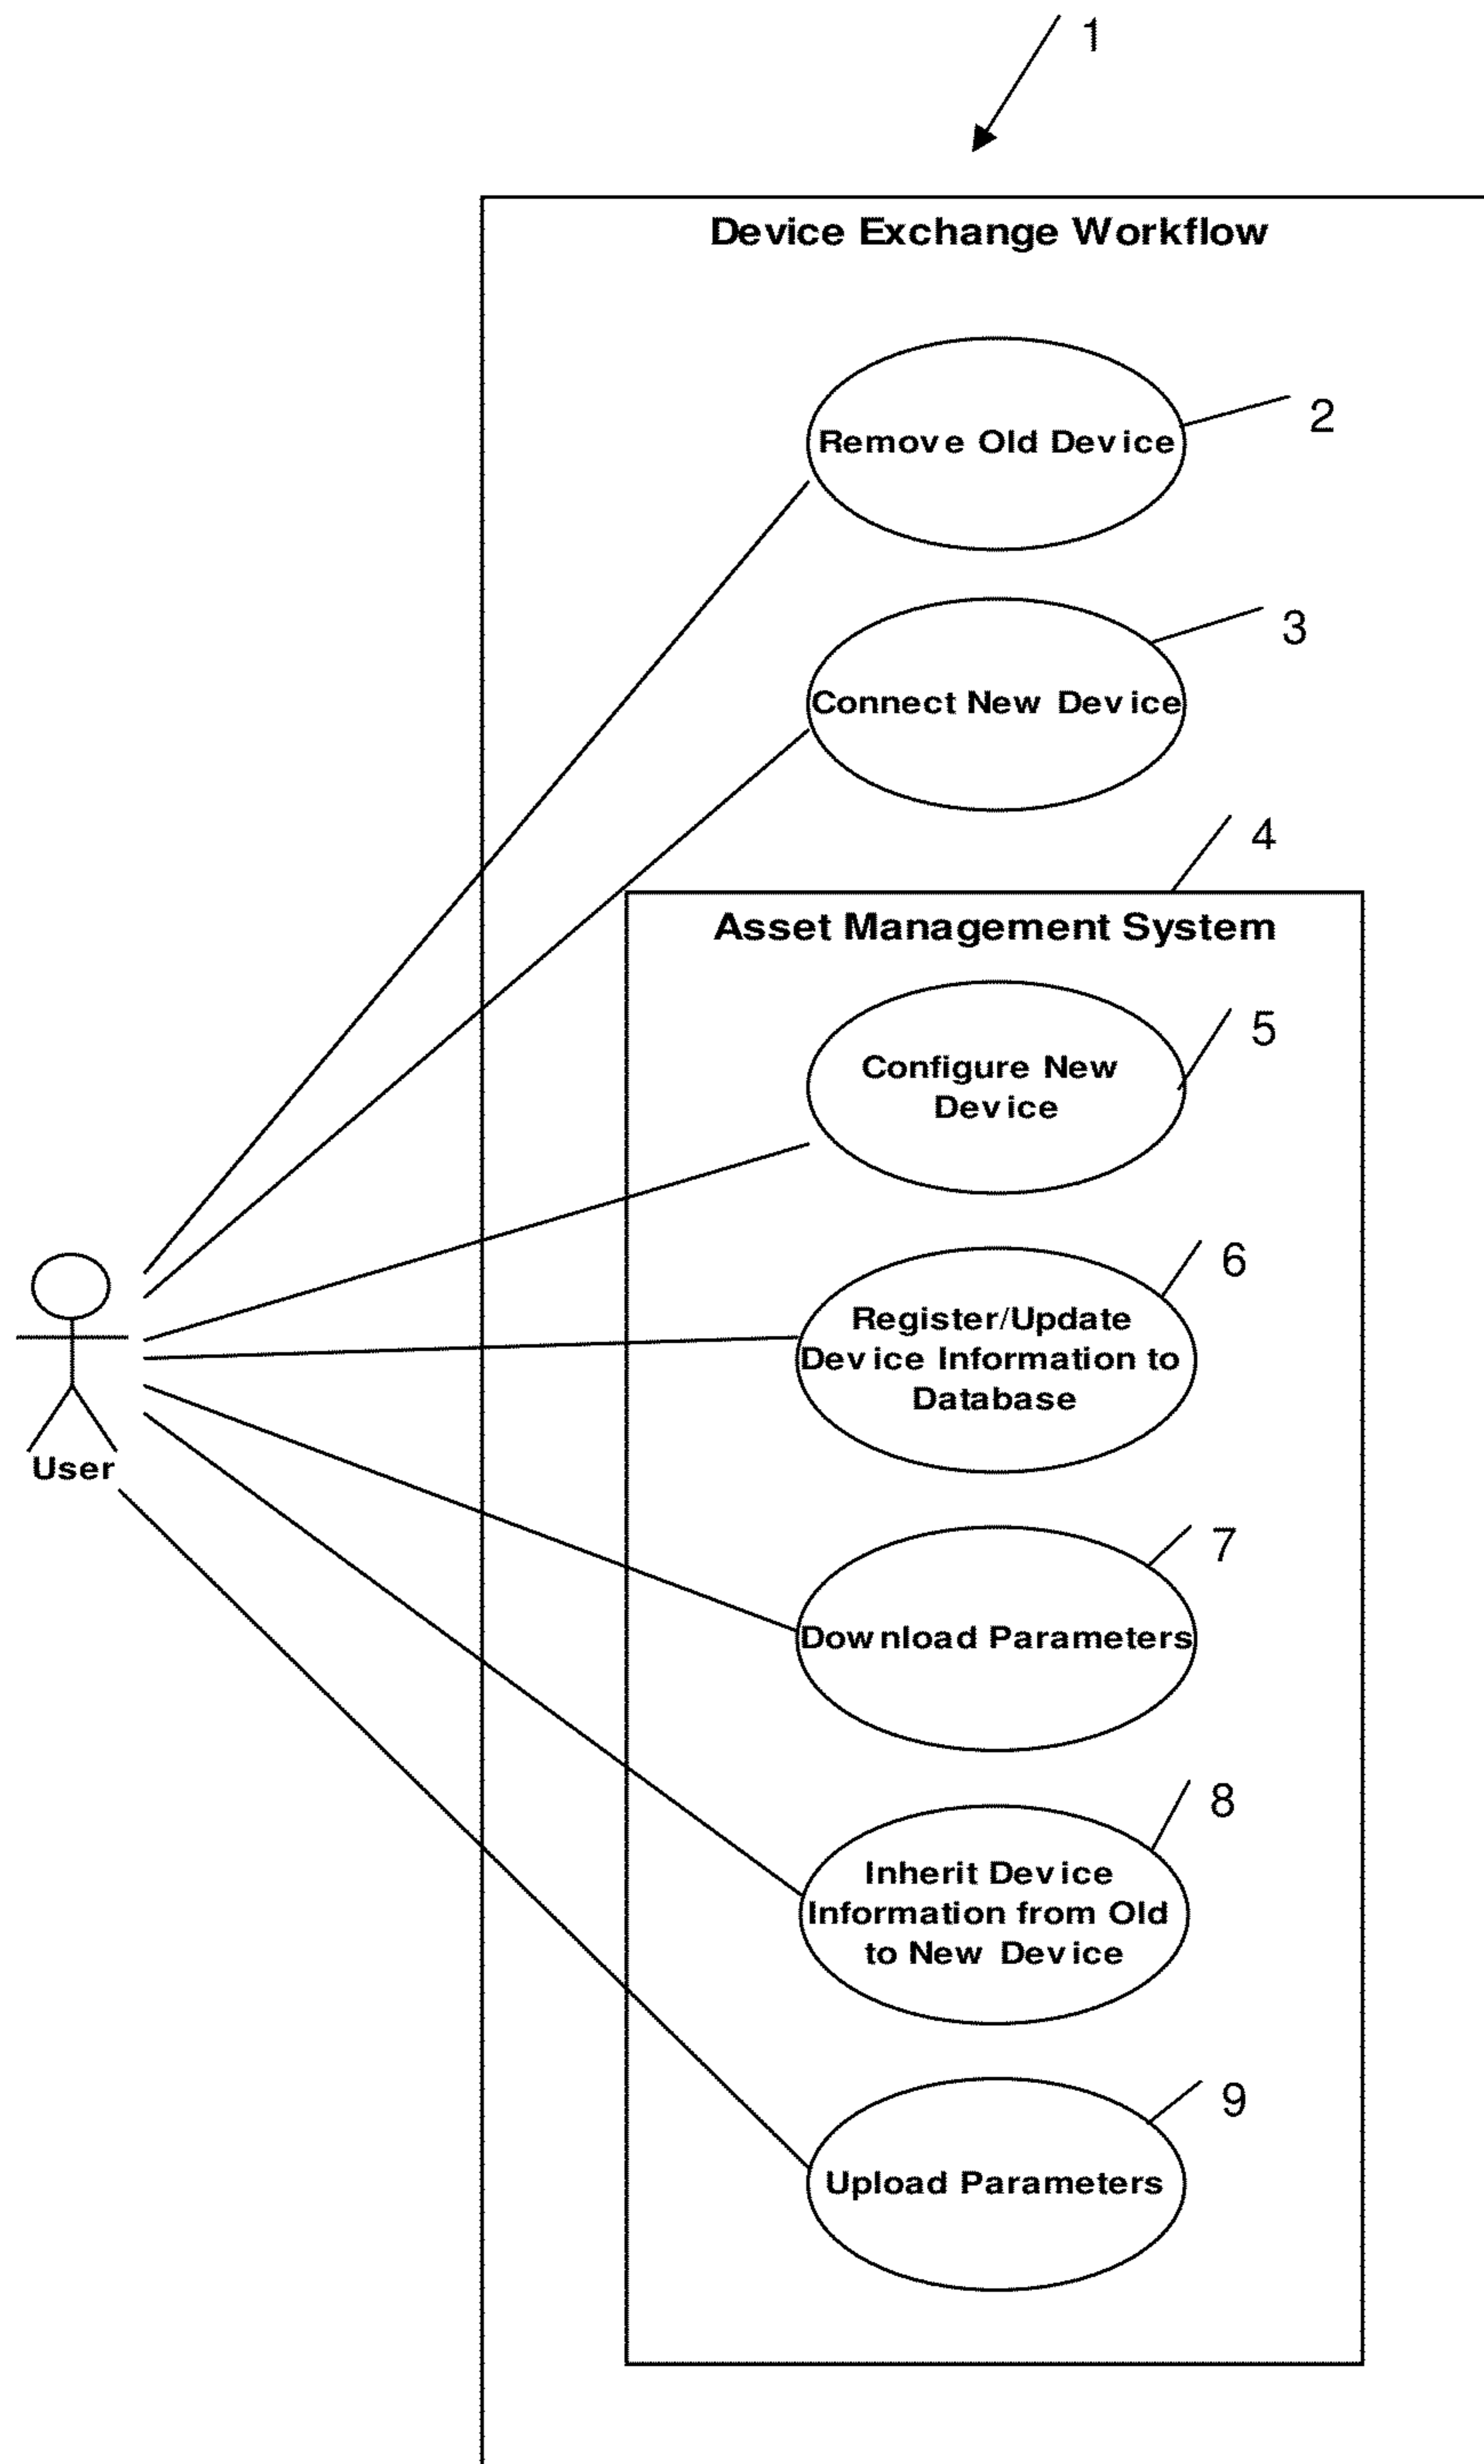 1
Device Exchange Workflow
2
Remove Old Device
3
Connect New Device
4
Asset Management System
5
Configure New
Device
6
Register/Update
Device Information to
Database
User
7
Download Parameters
8
Inherit Device
Information from Old
to New Device
9
Upload Parameters